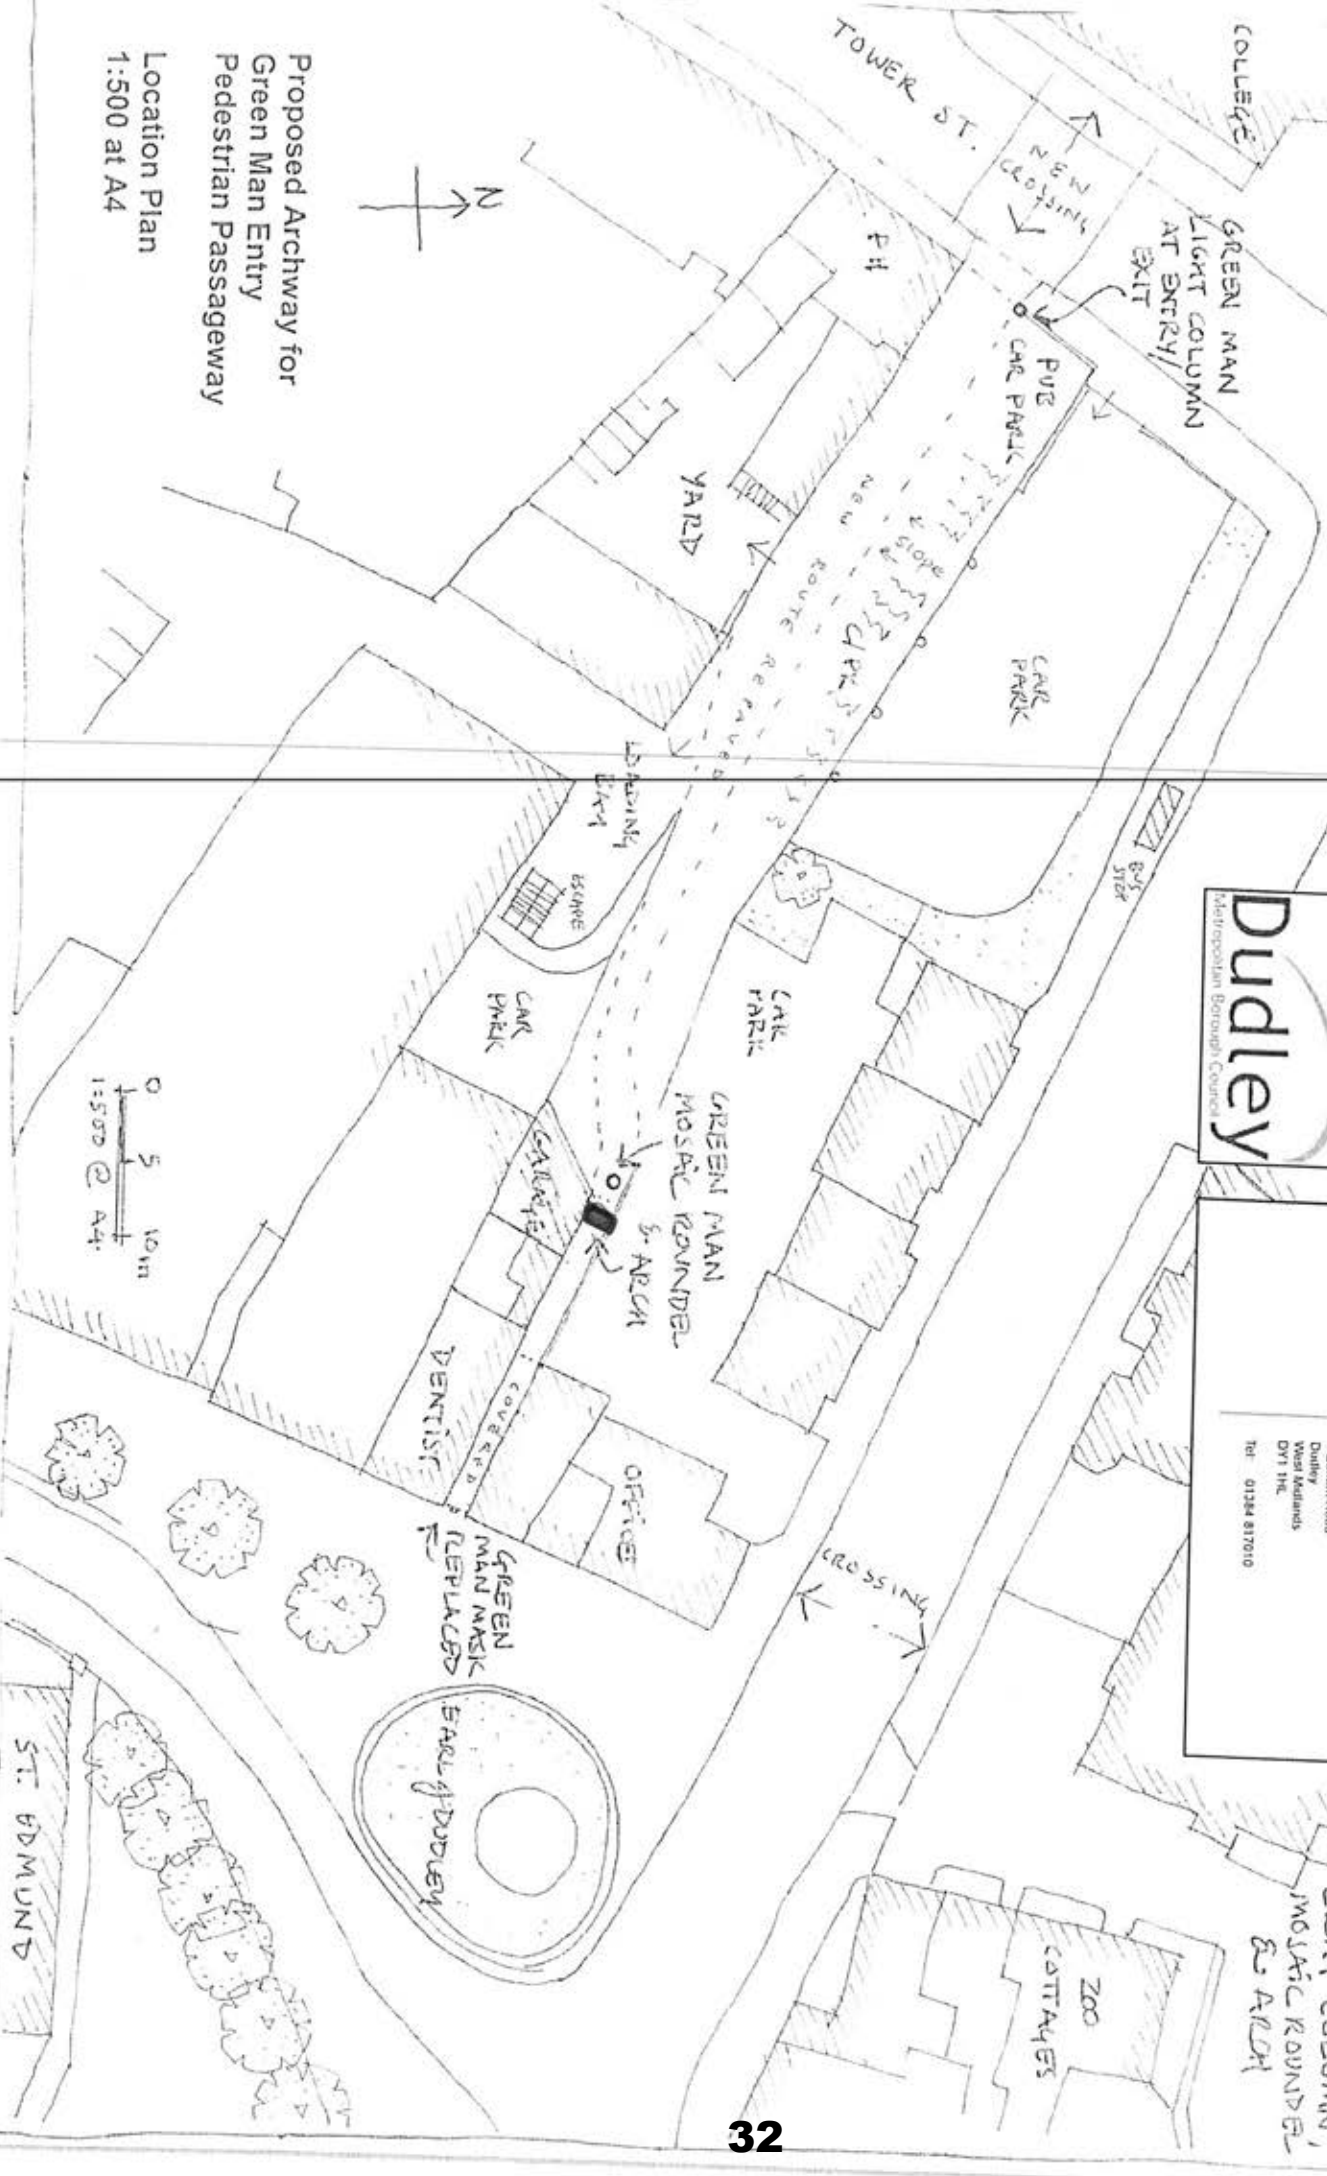 COLLEGE
TOWER ST.
NEW
CROSSING
GREEN MAN
LIGHT COLUMN
AT ENTRY/
EXIT
PH
PUB
CAR PARK
YARD
slope
NEW ROUTE
CAR
PARK
BUS
STOP
LOADING
BAY
ESCAPE
CAR
PARK
CAR
PARK
GREEN MAN
MOSAIC ROUNDEL
& ARCH
GARAGE
DENTIST
COVERED
OFFICE
GREEN
MAN MASK
REPLACED
CROSSING
EARL of DUDLEY
ST. EDMUND
ZOO
COTTAGES
MOSAIC ROUNDEL
& ARCH
N
Proposed Archway for
Green Man Entry
Pedestrian Passageway
Location Plan
1:500 at A4
0 5 10m
1:500 @ A4.
Dudley
Metropolitan Borough Council
Dudley
West Midlands
DY1 1HL
Tel: 01384 817010
32